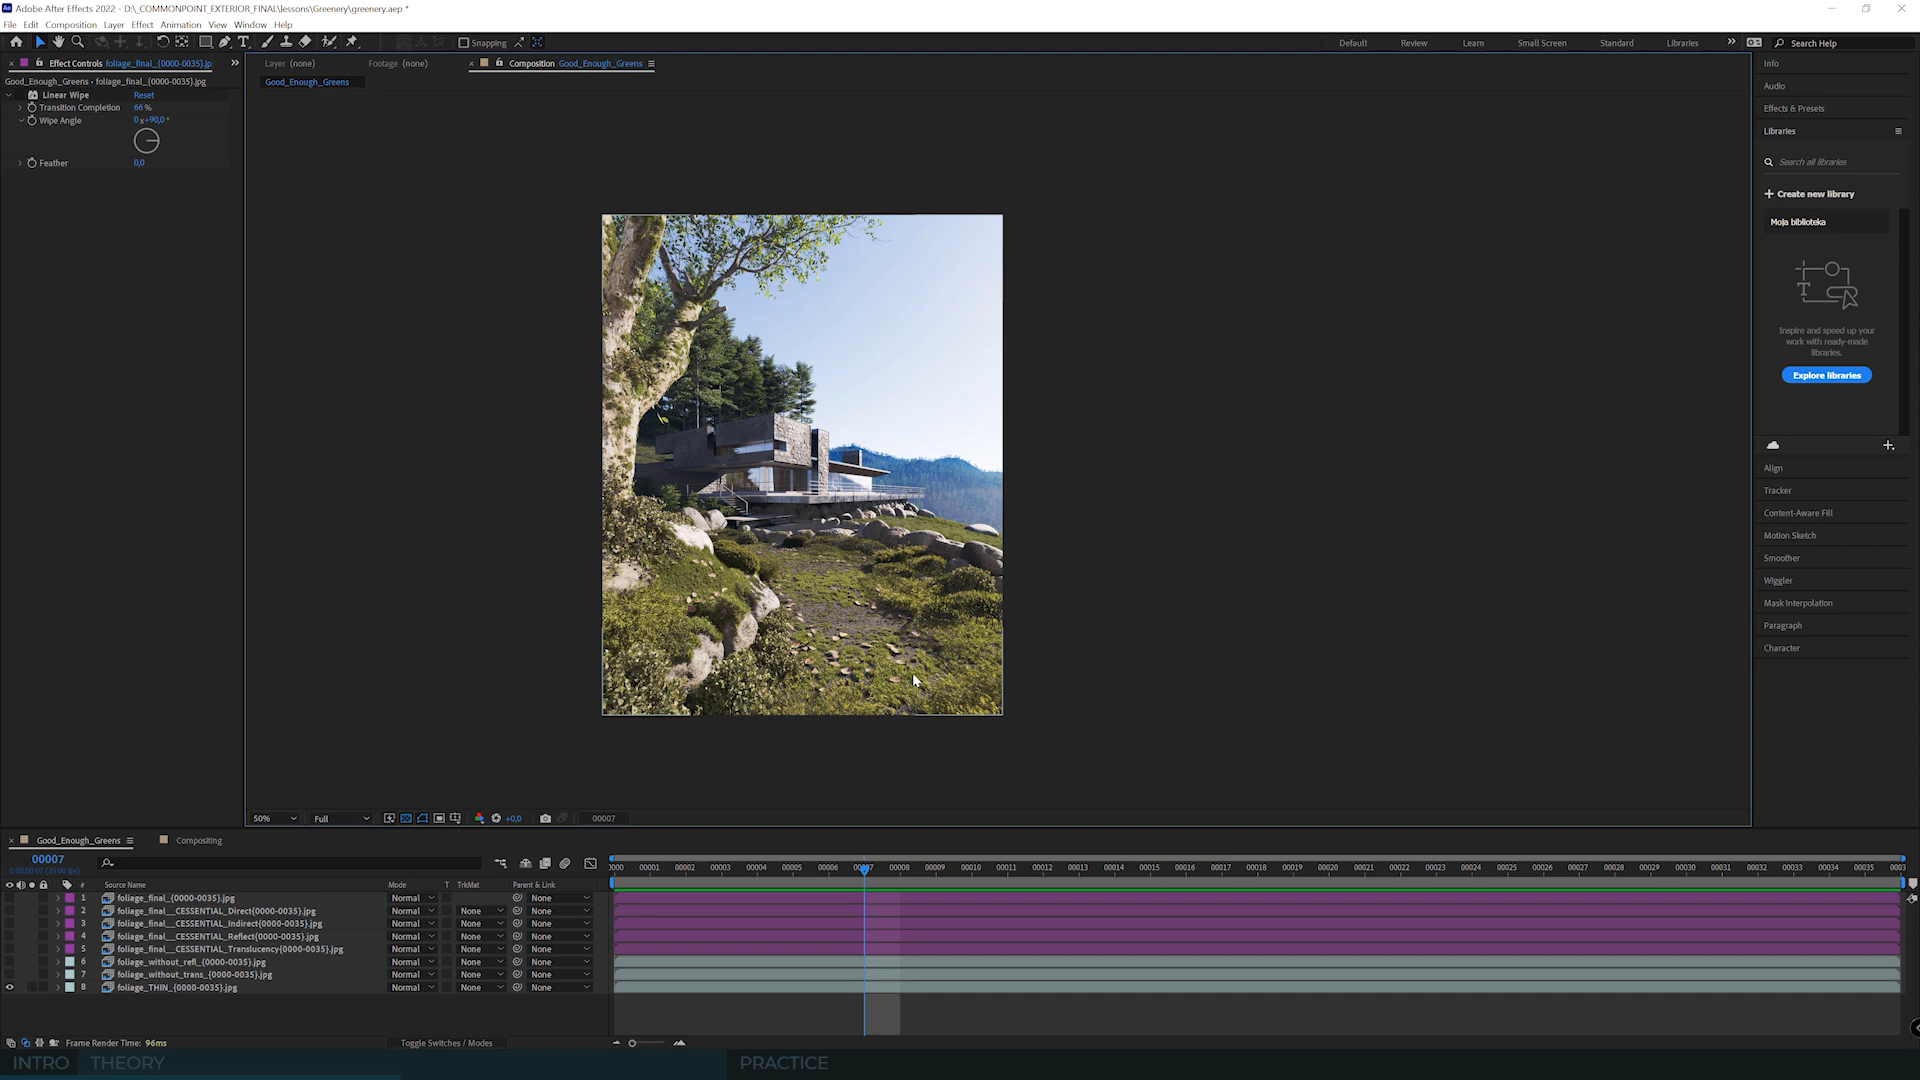 Adobe After Effects 2022 - D:\_COMMONPOINT_EXTERIOR_FINAL\lessons\Greenery\greenery.aep *
File Edit Composition Layer Effect Animation View Window Help
Snapping
Default Review Learn Small Screen Standard Libraries Search Help
Effect Controls foliage_final_{0000-0035}.jp
Layer (none) Footage (none) Composition Good_Enough_Greens
Good_Enough_Greens • foliage_final_{0000-0035}.jpg
Good_Enough_Greens
Linear Wipe Reset
Transition Completion 66 %
Wipe Angle 0x+90,0°
Feather 0,0
Info
Audio
Effects & Presets
Libraries
Search all libraries
Create new library
Moja biblioteka
Inspire and speed up your
work with ready-made
libraries.
Explore libraries
Align
Tracker
Content-Aware Fill
Motion Sketch
Smoother
Wiggler
Mask Interpolation
Paragraph
Character
50% Full +0,0 00007
Good_Enough_Greens Compositing
00007
0:00:00:07 (25.00 fps)
:000 00001 00002 00003 00004 00005 00006 00007 00008 00009 00010 00011 00012 00013 00014 00015 00016 00017 00018 00019 00020 00021 00022 00023 00024 00025 00026 00027 00028 00029 00030 00031 00032 00033 00034 00035 0003
# Source Name Mode T TrkMat Parent & Link
1 foliage_final_{0000-0035}.jpg Normal None
2 foliage_final__CESSENTIAL_Direct{0000-0035}.jpg Normal None None
3 foliage_final__CESSENTIAL_Indirect{0000-0035}.jpg Normal None None
4 foliage_final__CESSENTIAL_Reflect{0000-0035}.jpg Normal None None
5 foliage_final__CESSENTIAL_Translucency{0000-0035}.jpg Normal None None
6 foliage_without_refl_{0000-0035}.jpg Normal None None
7 foliage_without_trans_{0000-0035}.jpg Normal None None
8 foliage_THIN_{0000-0035}.jpg Normal None None
Frame Render Time: 96ms Toggle Switches / Modes
INTRO THEORY PRACTICE